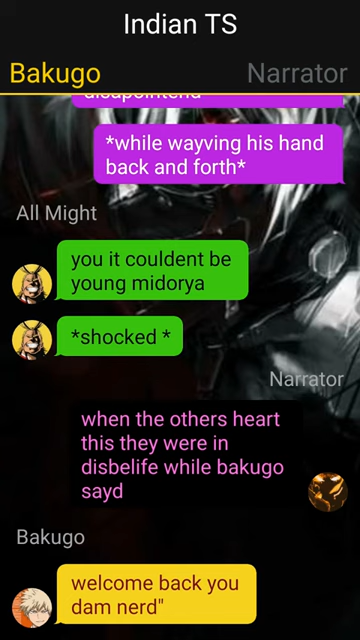 Indian TS
Bakugo
Narrator
disapointend
*while wayving his hand
back and forth*
All Might
you it couldent be
young midorya
*shocked *
Narrator
when the others heart
this they were in
disbelife while bakugo
sayd
Bakugo
welcome back you
dam nerd"